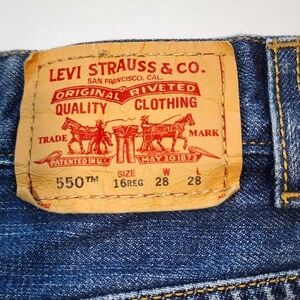 LEVI STRAUSS & CO.
SAN FRANCISCO, CAL.
ORIGINAL RIVETED
QUALITY CLOTHING
TRADE MARK
PATENTED IN U.S. MAY 20 1873
SIZE W L
550™ 16REG 28 28